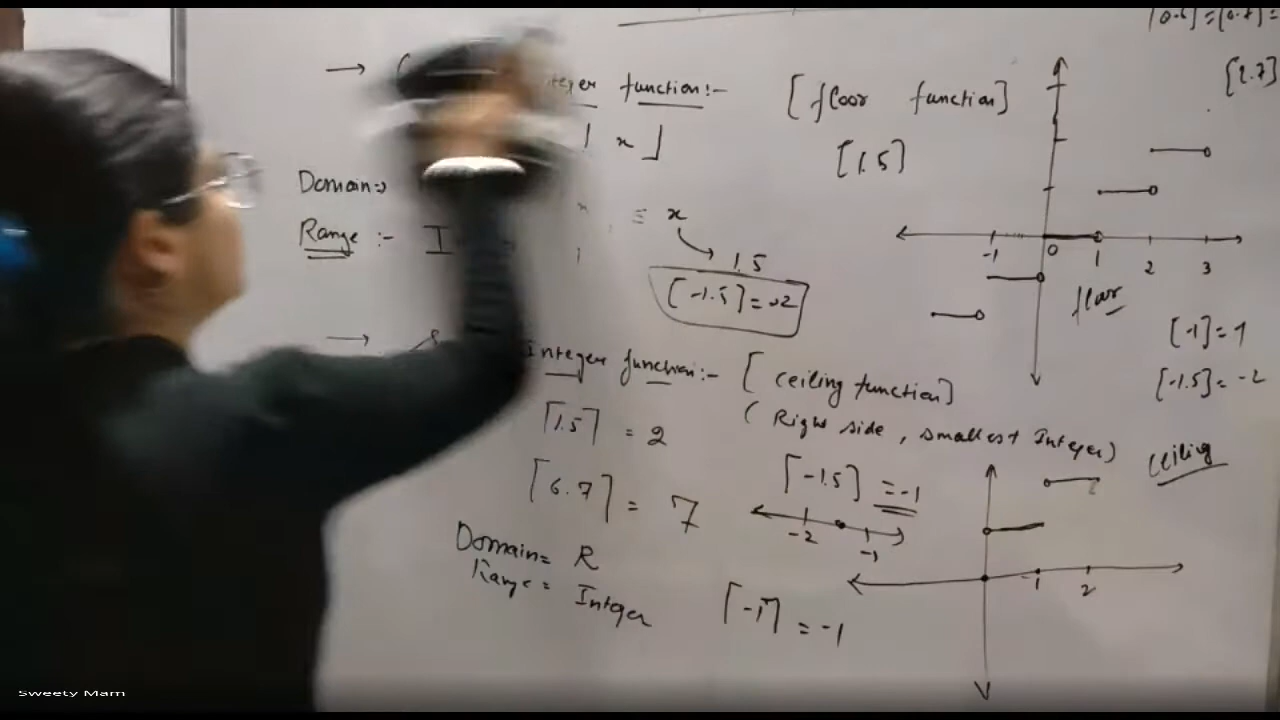 →
Integer function:- [floor function]
⌊x⌋
[1.5]
[2.7]
Domain⇒
Range :- I
≡ x
1.5
[-1.5] = -2
-1 0 1 2 3
floor
[-1] = 1
[-1.5] = -2
→
Integer function:- [ceiling function]
(Right side, smallest Integer)
⌈1.5⌉ = 2
⌈6.7⌉ = 7
⌈-1.5⌉ = -1
-2 -1
ceiling
Domain = R
Range = Integer
⌈-1⌉ = -1
1 2
Sweety Mam